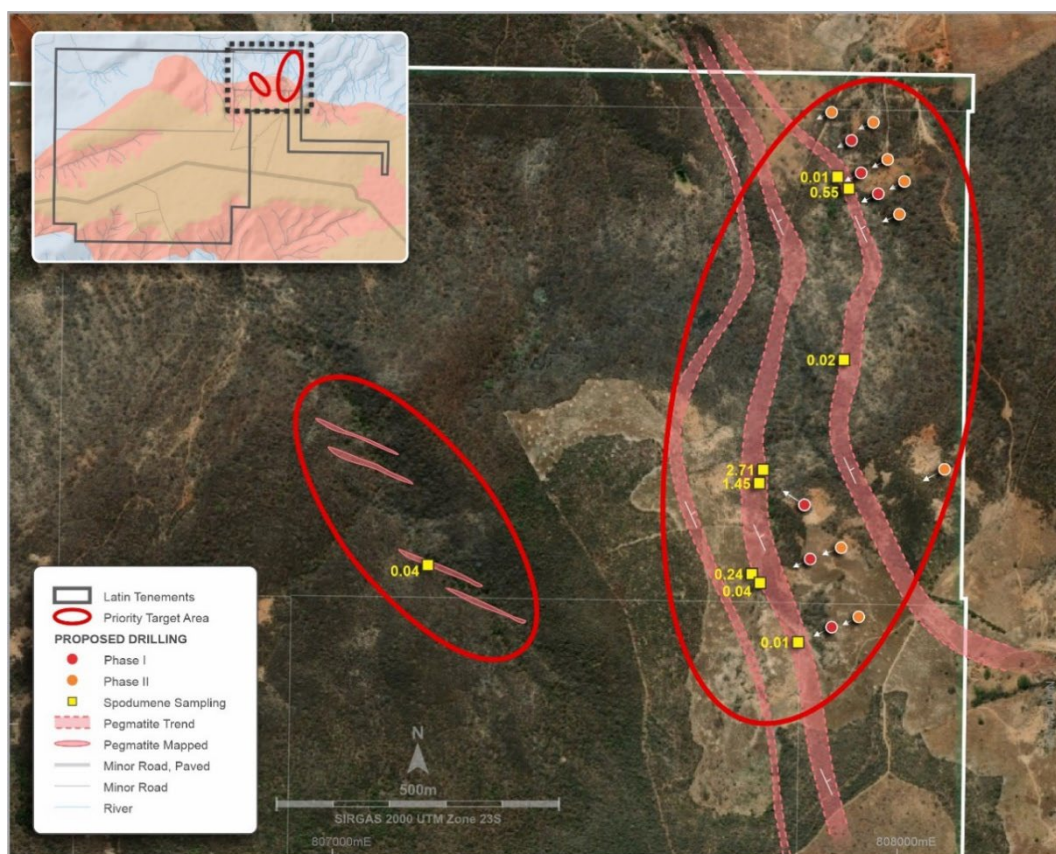 0.01
0.55
0.02
2.71
1.45
0.04
0.24
0.04
0.01
Latin Tenements
Priority Target Area
PROPOSED DRILLING
Phase I
Phase II
Spodumene Sampling
Pegmatite Trend
Pegmatite Mapped
Minor Road, Paved
Minor Road
River
N
500m
SIRGAS 2000 UTM Zone 23S
807000mE
808000mE